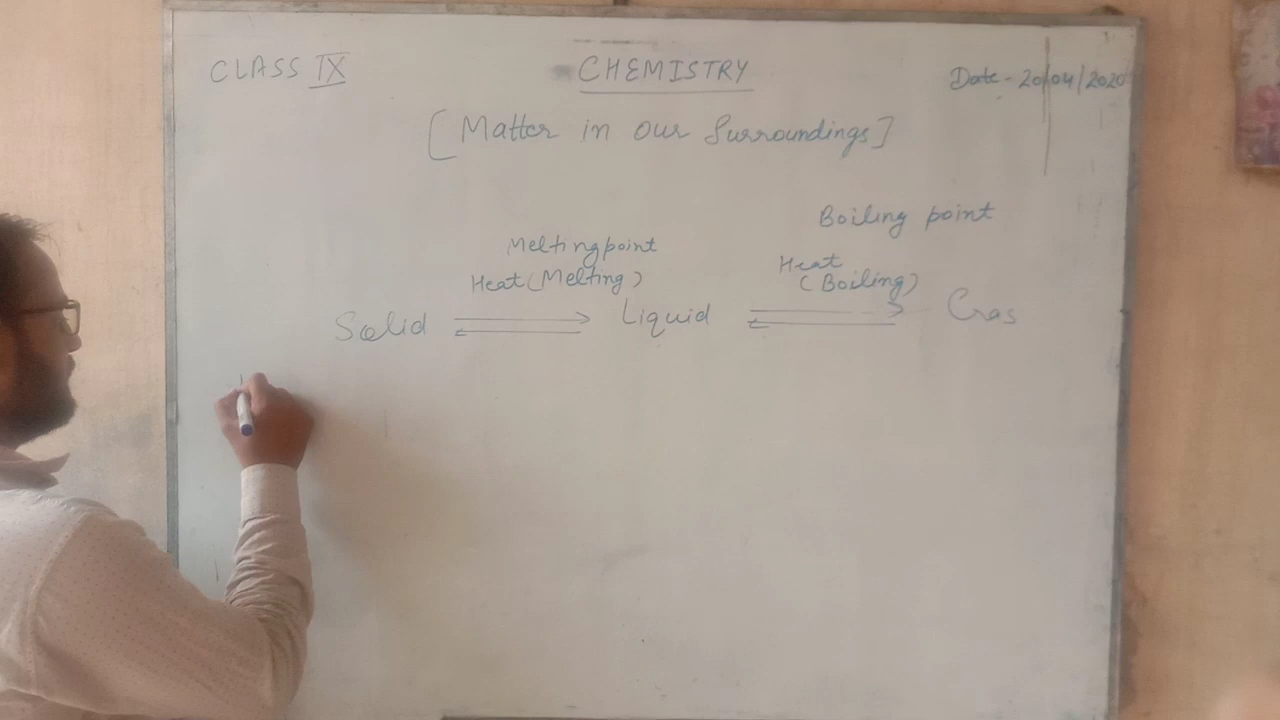 CLASS IX
CHEMISTRY
Date - 20/04/2020
[Matter in our Surroundings]
Boiling point
Melting point
Heat
Heat (Melting)
(Boiling)
Solid ⇌ Liquid ⇌ Gas